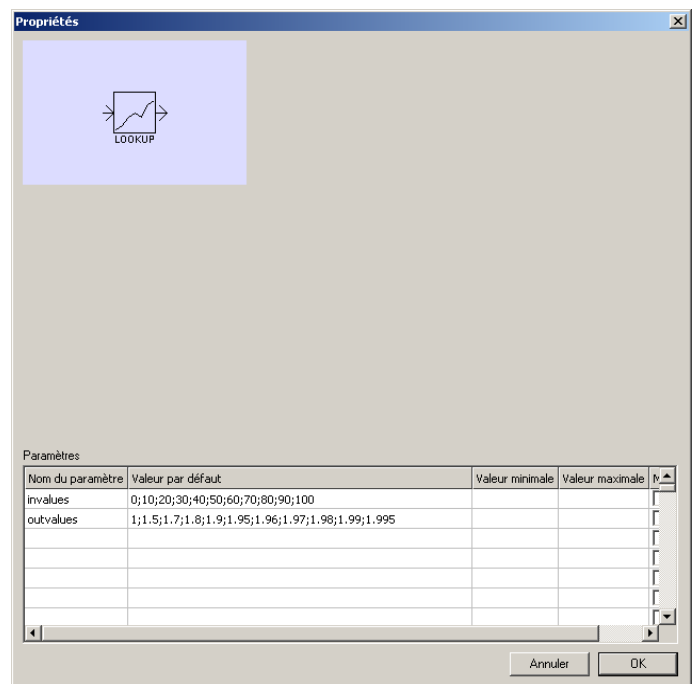 Propriétés
LOOKUP
Paramètres
Nom du paramètre Valeur par défaut Valeur minimale Valeur maximale
invalues 0;10;20;30;40;50;60;70;80;90;100
outvalues 1;1.5;1.7;1.8;1.9;1.95;1.96;1.97;1.98;1.99;1.995
Annuler OK